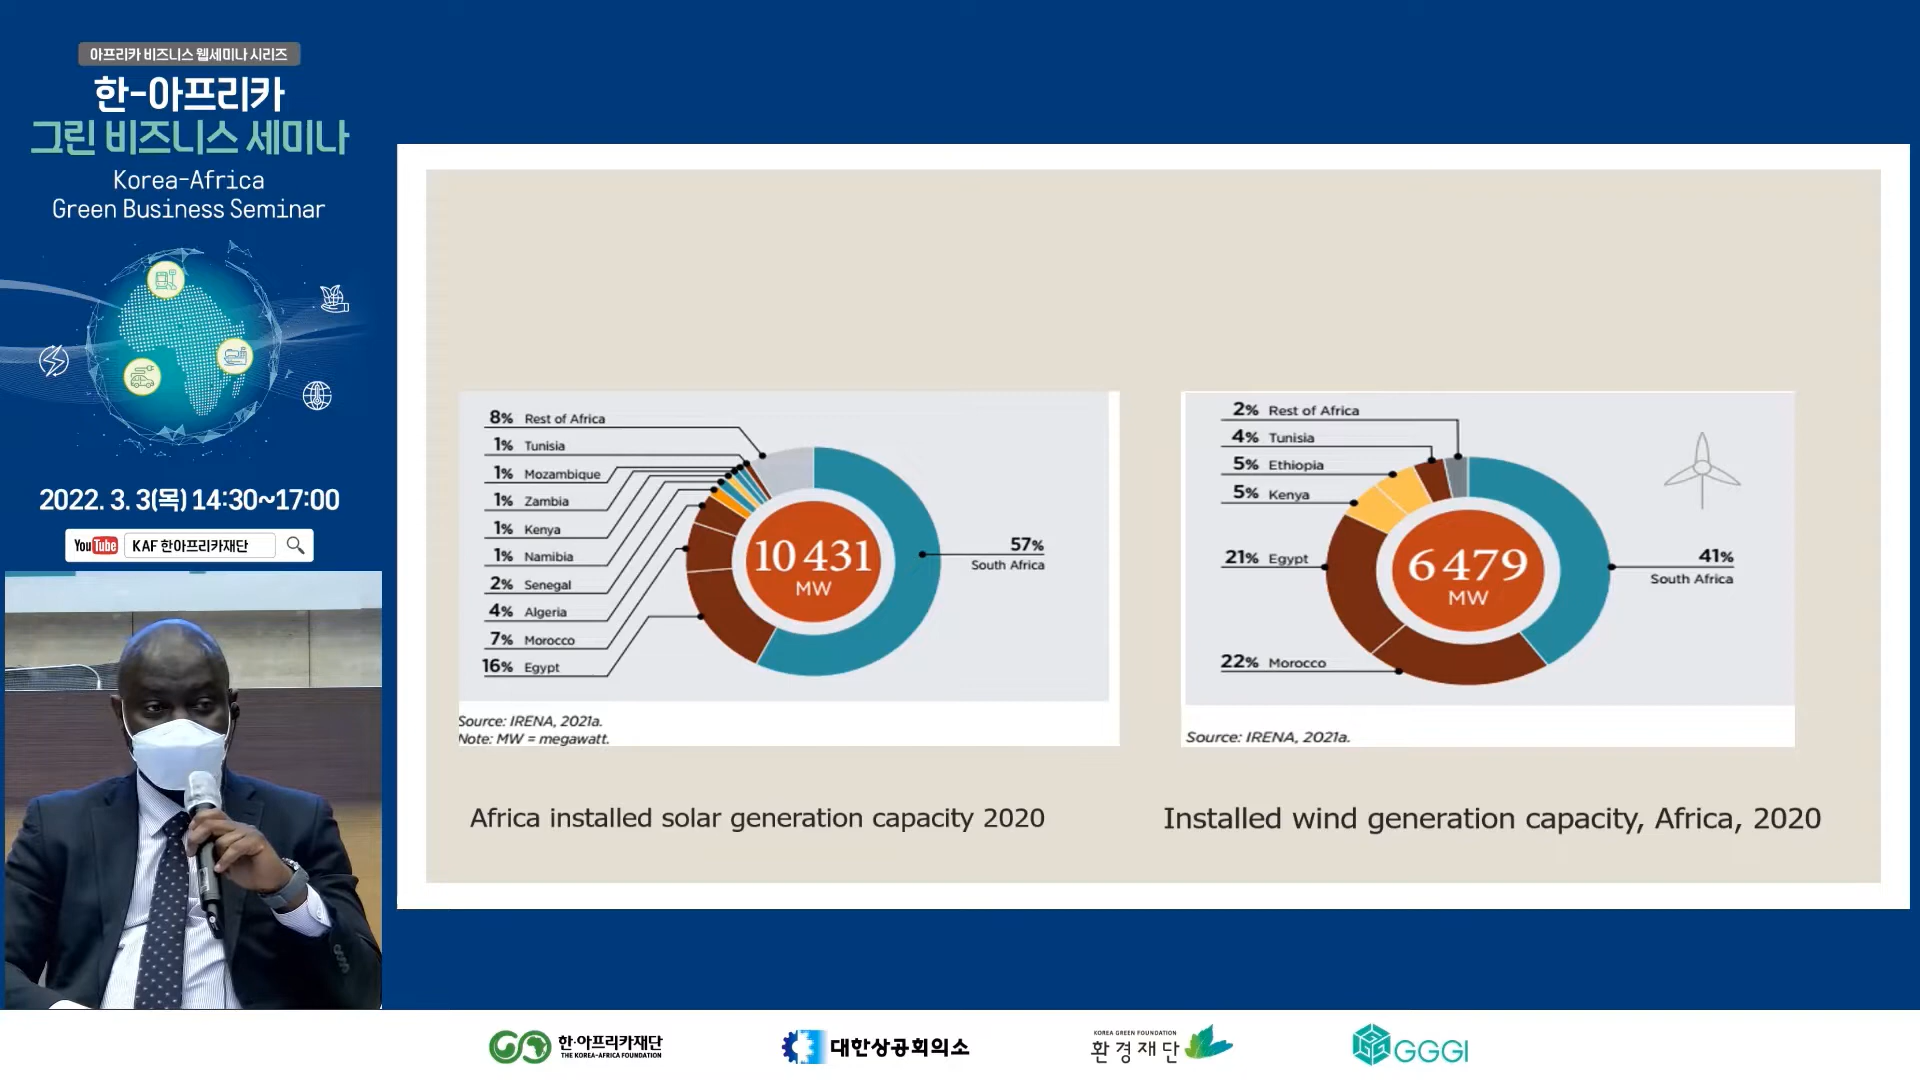 아프리카 비즈니스 웹세미나 시리즈
한-아프리카
그린 비즈니스 세미나
Korea-Africa
Green Business Seminar
2022. 3. 3(목) 14:30~17:00
YouTube KAF 한아프리카재단
8% Rest of Africa
1% Tunisia
1% Mozambique
1% Zambia
1% Kenya
1% Namibia
2% Senegal
4% Algeria
7% Morocco
16% Egypt
10 431
MW
57%
South Africa
Source: IRENA, 2021a.
Note: MW = megawatt.
Africa installed solar generation capacity 2020
2% Rest of Africa
4% Tunisia
5% Ethiopia
5% Kenya
21% Egypt
22% Morocco
6 479
MW
41%
South Africa
Source: IRENA, 2021a.
Installed wind generation capacity, Africa, 2020
한·아프리카재단
THE KOREA-AFRICA FOUNDATION
대한상공회의소
KOREA GREEN FOUNDATION
환경재단
GGGI